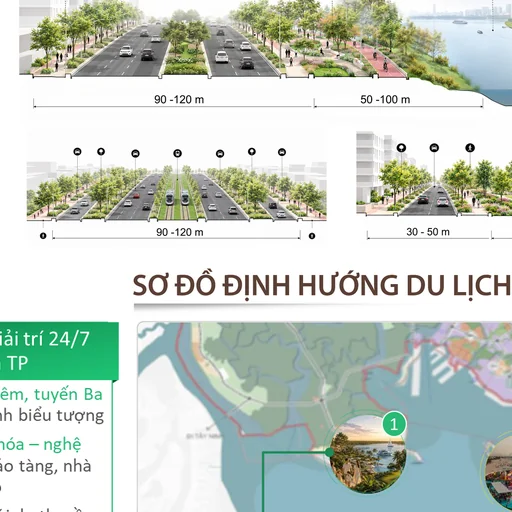 90 -120 m
50 -100 m
90 -120 m
30 - 50 m
SƠ ĐỒ ĐỊNH HƯỚNG DU LỊCH
iải trí 24/7
TP
êm, tuyến Ba
nh biểu tượng
hóa – nghệ
ảo tàng, nhà
1